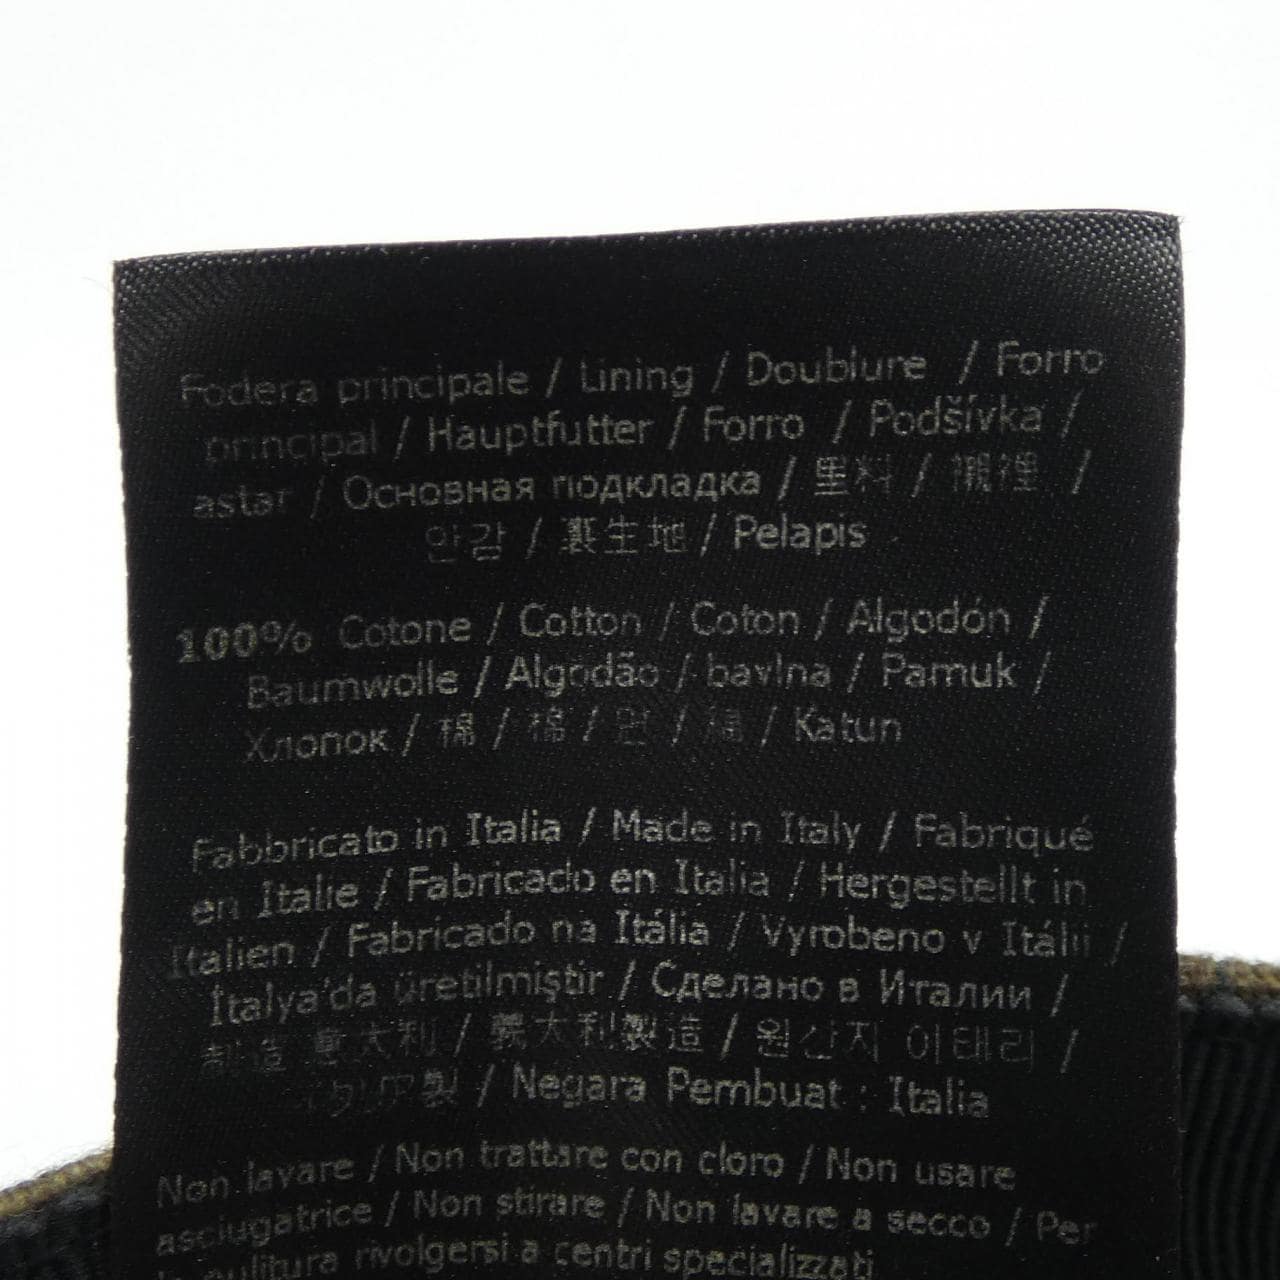 Fodera principale / Lining / Doublure / Forro
principal / Hauptfutter / Forro / Podšívka /
astar / Основная подкладка / 里料 / 襯裡 /
안감 / 裏生地 / Pelapis
100% Cotone / Cotton / Coton / Algodón /
Baumwolle / Algodão / bavlna / Pamuk /
Хлопок / 棉 / 棉 / 면 / 綿 / Katun
Fabbricato in Italia / Made in Italy / Fabriqué
en Italie / Fabricado en Italia / Hergestellt in
Italien / Fabricado na Itália / Vyrobeno v Itálii /
İtalya'da üretilmiştir / Сделано в Италии /
制造 意大利 / 義大利製造 / 원산지 이태리 /
製 / Negara Pembuat : Italia
Non lavare / Non trattare con cloro / Non usare
asciugatrice / Non stirare / Non lavare a secco / Per
la pulitura rivolgersi a centri specializzati